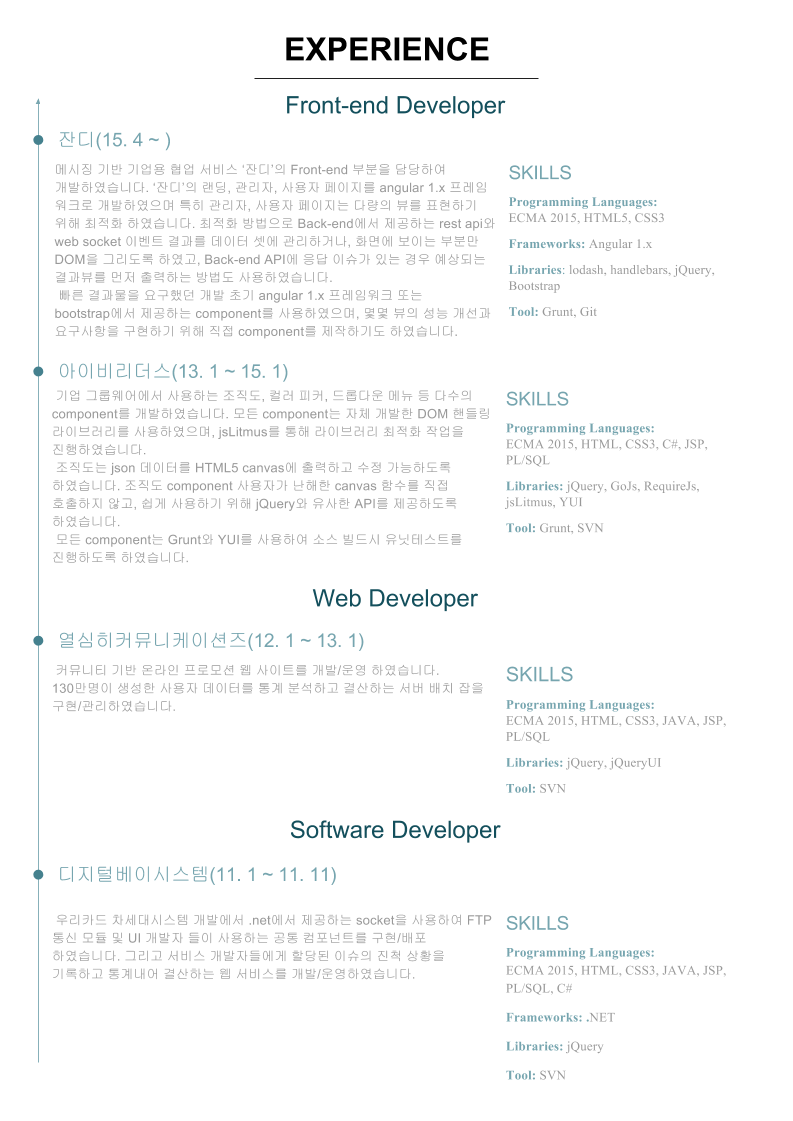 EXPERIENCE
Front-end Developer
잔디(15. 4 ~ )
메시징 기반 기업용 협업 서비스 ‘잔디’의 Front-end 부분을 담당하여
개발하였습니다. ‘잔디’의 랜딩, 관리자, 사용자 페이지를 angular 1.x 프레임
워크로 개발하였으며 특히 관리자, 사용자 페이지는 다량의 뷰를 표현하기
위해 최적화 하였습니다. 최적화 방법으로 Back-end에서 제공하는 rest api와
web socket 이벤트 결과를 데이터 셋에 관리하거나, 화면에 보이는 부분만
DOM을 그리도록 하였고, Back-end API에 응답 이슈가 있는 경우 예상되는
결과뷰를 먼저 출력하는 방법도 사용하였습니다.
빠른 결과물을 요구했던 개발 초기 angular 1.x 프레임워크 또는
bootstrap에서 제공하는 component를 사용하였으며, 몇몇 뷰의 성능 개선과
요구사항을 구현하기 위해 직접 component를 제작하기도 하였습니다.
SKILLS
Programming Languages:
ECMA 2015, HTML5, CSS3
Frameworks: Angular 1.x
Libraries: lodash, handlebars, jQuery,
Bootstrap
Tool: Grunt, Git
아이비리더스(13. 1 ~ 15. 1)
기업 그룹웨어에서 사용하는 조직도, 컬러 피커, 드롭다운 메뉴 등 다수의
component를 개발하였습니다. 모든 component는 자체 개발한 DOM 핸들링
라이브러리를 사용하였으며, jsLitmus를 통해 라이브러리 최적화 작업을
진행하였습니다.
조직도는 json 데이터를 HTML5 canvas에 출력하고 수정 가능하도록
하였습니다. 조직도 component 사용자가 난해한 canvas 함수를 직접
호출하지 않고, 쉽게 사용하기 위해 jQuery와 유사한 API를 제공하도록
하였습니다.
모든 component는 Grunt와 YUI를 사용하여 소스 빌드시 유닛테스트를
진행하도록 하였습니다.
SKILLS
Programming Languages:
ECMA 2015, HTML, CSS3, C#, JSP,
PL/SQL
Libraries: jQuery, GoJs, RequireJs,
jsLitmus, YUI
Tool: Grunt, SVN
Web Developer
열심히커뮤니케이션즈(12. 1 ~ 13. 1)
커뮤니티 기반 온라인 프로모션 웹 사이트를 개발/운영 하였습니다.
130만명이 생성한 사용자 데이터를 통계 분석하고 결산하는 서버 배치 잡을
구현/관리하였습니다.
SKILLS
Programming Languages:
ECMA 2015, HTML, CSS3, JAVA, JSP,
PL/SQL
Libraries: jQuery, jQueryUI
Tool: SVN
Software Developer
디지털베이시스템(11. 1 ~ 11. 11)
우리카드 차세대시스템 개발에서 .net에서 제공하는 socket을 사용하여 FTP
통신 모듈 및 UI 개발자 들이 사용하는 공통 컴포넌트를 구현/배포
하였습니다. 그리고 서비스 개발자들에게 할당된 이슈의 진척 상황을
기록하고 통계내어 결산하는 웹 서비스를 개발/운영하였습니다.
SKILLS
Programming Languages:
ECMA 2015, HTML, CSS3, JAVA, JSP,
PL/SQL, C#
Frameworks: .NET
Libraries: jQuery
Tool: SVN